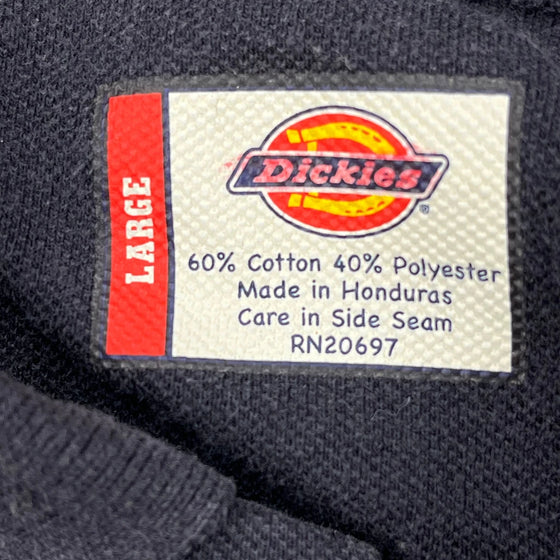 LARGE
Dickies®
60% Cotton 40% Polyester
Made in Honduras
Care in Side Seam
RN20697